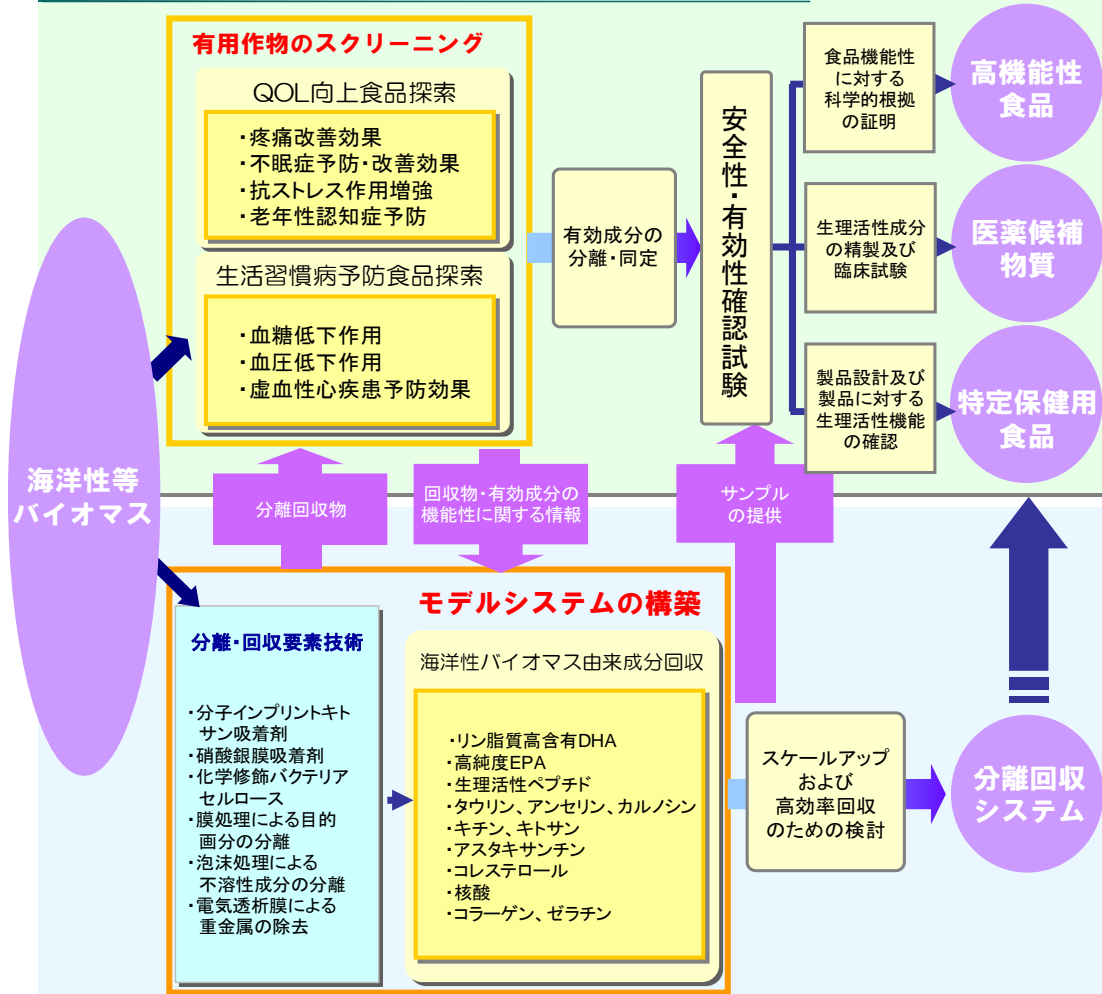 有用作物のスクリーニング
QOL向上食品探索
・疼痛改善効果
・不眠症予防・改善効果
・抗ストレス作用増強
・老年性認知症予防
生活習慣病予防食品探索
・血糖低下作用
・血圧低下作用
・虚血性心疾患予防効果
有効成分の
分離・同定
安全性・有効性確認試験
食品機能性
に対する
科学的根拠
の証明
高機能性
食品
生理活性成分
の精製及び
臨床試験
医薬候補
物質
製品設計及び
製品に対する
生理活性機能
の確認
特定保健用
食品
海洋性等
バイオマス
分離回収物
回収物・有効成分の
機能性に関する情報
サンプル
の提供
モデルシステムの構築
分離・回収要素技術
・分子インプリントキト
サン吸着剤
・硝酸銀膜吸着剤
・化学修飾バクテリア
セルロース
・膜処理による目的
画分の分離
・泡沫処理による
不溶性成分の分離
・電気透析膜による
重金属の除去
海洋性バイオマス由来成分回収
・リン脂質高含有DHA
・高純度EPA
・生理活性ペプチド
・タウリン、アンセリン、カルノシン
・キチン、キトサン
・アスタキサンチン
・コレステロール
・核酸
・コラーゲン、ゼラチン
スケールアップ
および
高効率回収
のための検討
分離回収
システム